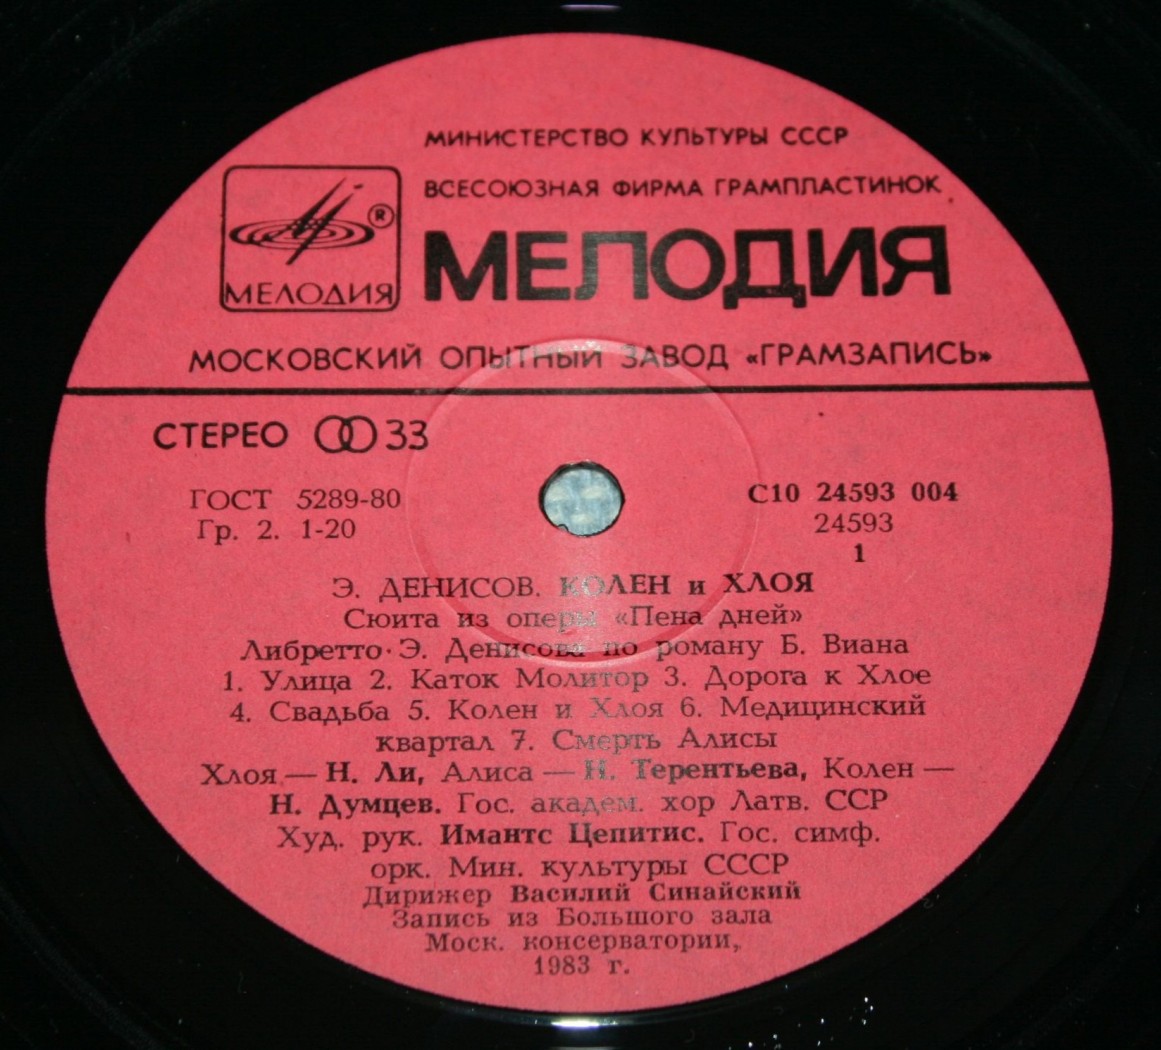 МИНИСТЕРСТВО КУЛЬТУРЫ СССР
ВСЕСОЮЗНАЯ ФИРМА ГРАМПЛАСТИНОК
®
МЕЛОДИЯ
МЕЛОДИЯ
МОСКОВСКИЙ ОПЫТНЫЙ ЗАВОД «ГРАМЗАПИСЬ»
СТЕРЕО 33
ГОСТ 5289-80
Гр. 2. 1-20
С10 24593 004
24593
1
Э. ДЕНИСОВ. КОЛЕН и ХЛОЯ
Сюита из оперы «Пена дней»
Либретто Э. Денисова по роману Б. Виана
1. Улица 2. Каток Молитор 3. Дорога к Хлое
4. Свадьба 5. Колен и Хлоя 6. Медицинский
квартал 7. Смерть Алисы
Хлоя — Н. Ли, Алиса — Н. Терентьева, Колен —
Н. Думцев. Гос. академ. хор Латв. ССР
Худ. рук. Имантс Цепитис. Гос. симф.
орк. Мин. культуры СССР
Дирижер Василий Синайский
Запись из Большого зала
Моск. консерватории,
1983 г.